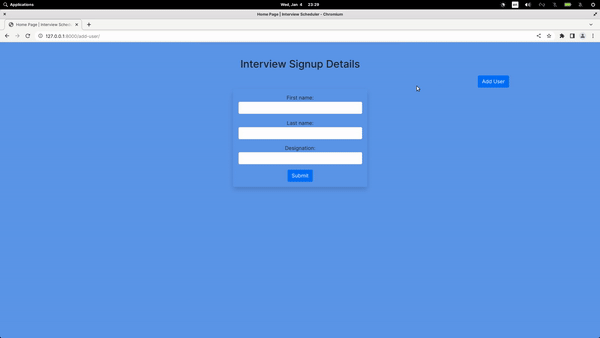 Applications
Wed, Jan 4 23:29
Home Page | Interview Scheduler - Chromium
Home Page | Interview Schedu
127.0.0.1:8000/add-user/
Interview Signup Details
Add User
First name:
Last name:
Designation:
Submit